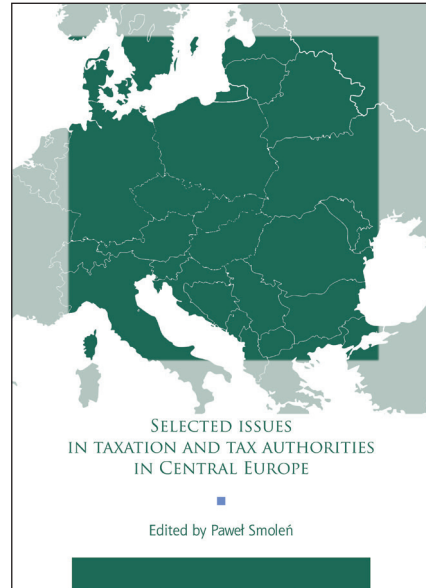 Selected issues
in taxation and tax authorities
in Central Europe
Edited by Paweł Smoleń